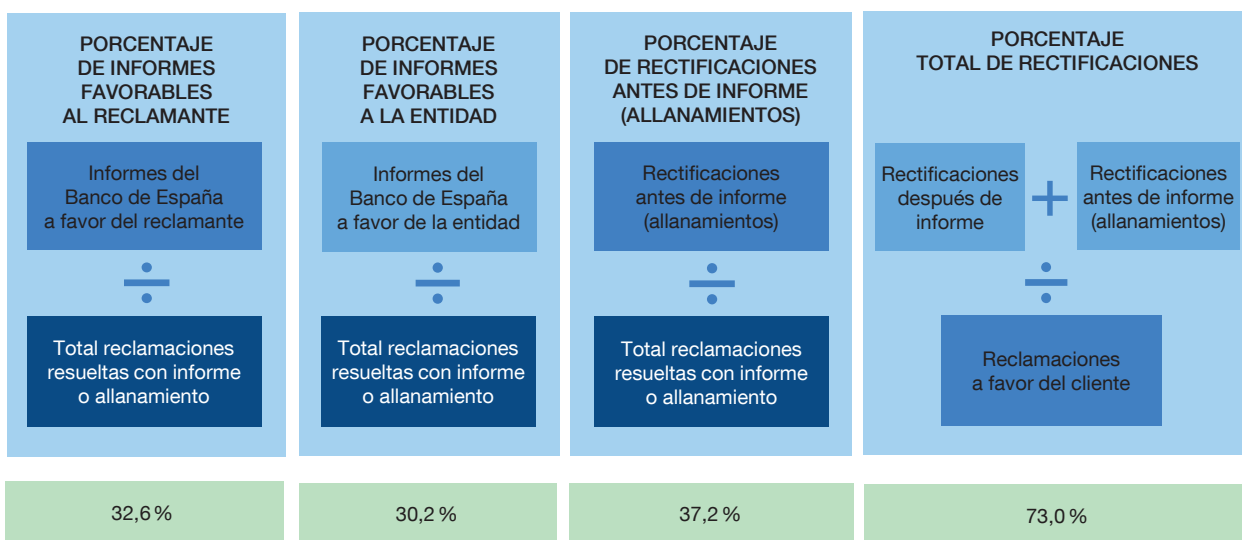 PORCENTAJE
DE INFORMES
FAVORABLES
AL RECLAMANTE
Informes del
Banco de España
a favor del reclamante
÷
Total reclamaciones
resueltas con informe
o allanamiento
32,6 %
PORCENTAJE
DE INFORMES
FAVORABLES
A LA ENTIDAD
Informes del
Banco de España
a favor de la entidad
÷
Total reclamaciones
resueltas con informe
o allanamiento
30,2 %
PORCENTAJE
DE RECTIFICACIONES
ANTES DE INFORME
(ALLANAMIENTOS)
Rectificaciones
antes de informe
(allanamientos)
÷
Total reclamaciones
resueltas con informe
o allanamiento
37,2 %
PORCENTAJE
TOTAL DE RECTIFICACIONES
Rectificaciones
después de
informe
+
Rectificaciones
antes de informe
(allanamientos)
÷
Reclamaciones
a favor del cliente
73,0 %